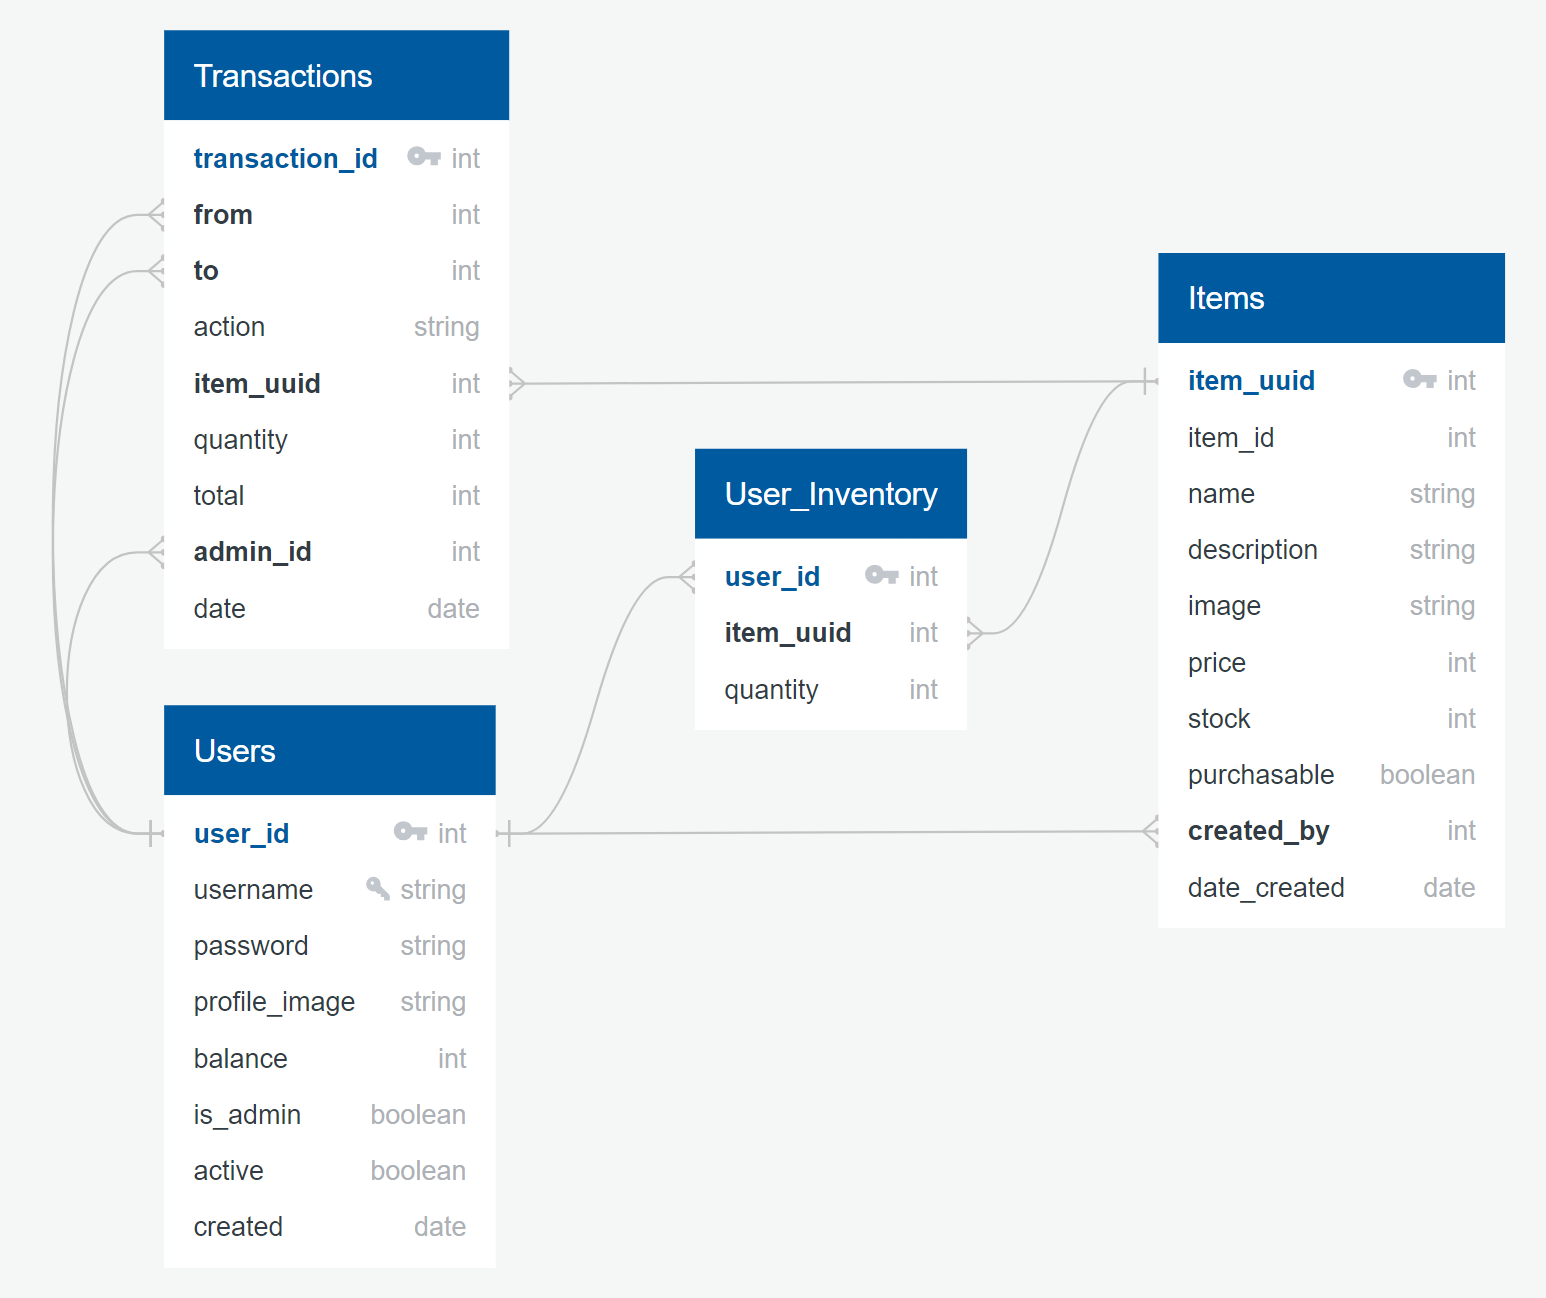 Transactions
transaction_id int
from int
to int
action string
item_uuid int
quantity int
total int
admin_id int
date date
Users
user_id int
username string
password string
profile_image string
balance int
is_admin boolean
active boolean
created date
User_Inventory
user_id int
item_uuid int
quantity int
Items
item_uuid int
item_id int
name string
description string
image string
price int
stock int
purchasable boolean
created_by int
date_created date